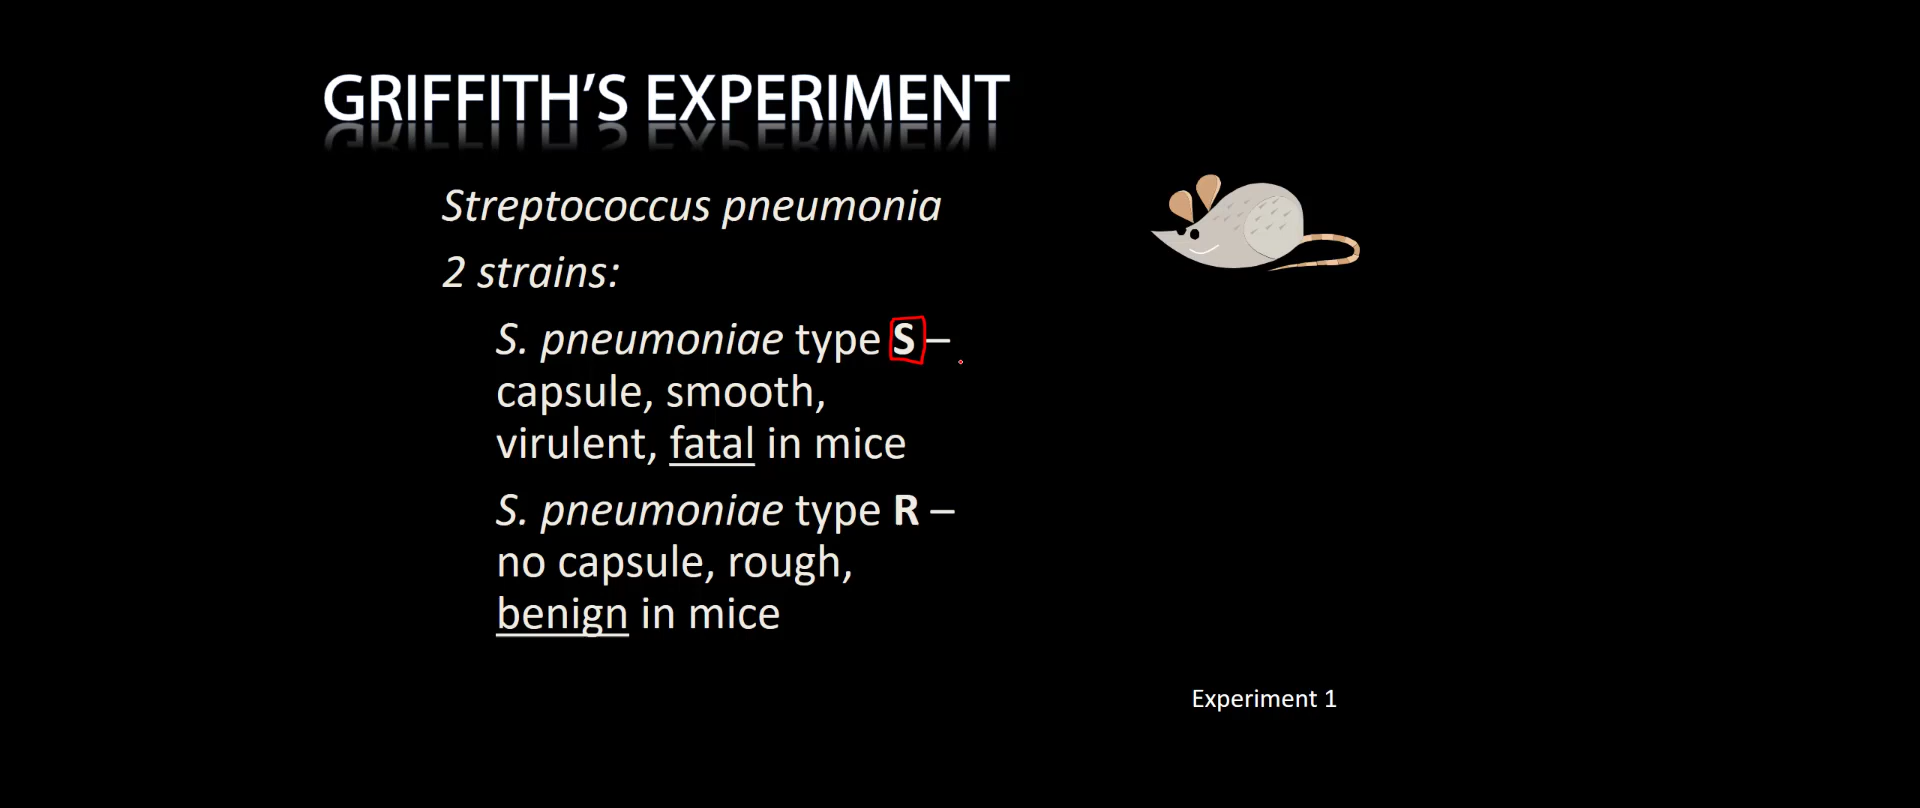 GRIFFITH’S EXPERIMENT
Streptococcus pneumonia
2 strains:
S. pneumoniae type S –
capsule, smooth,
virulent, fatal in mice
S. pneumoniae type R –
no capsule, rough,
benign in mice
Experiment 1